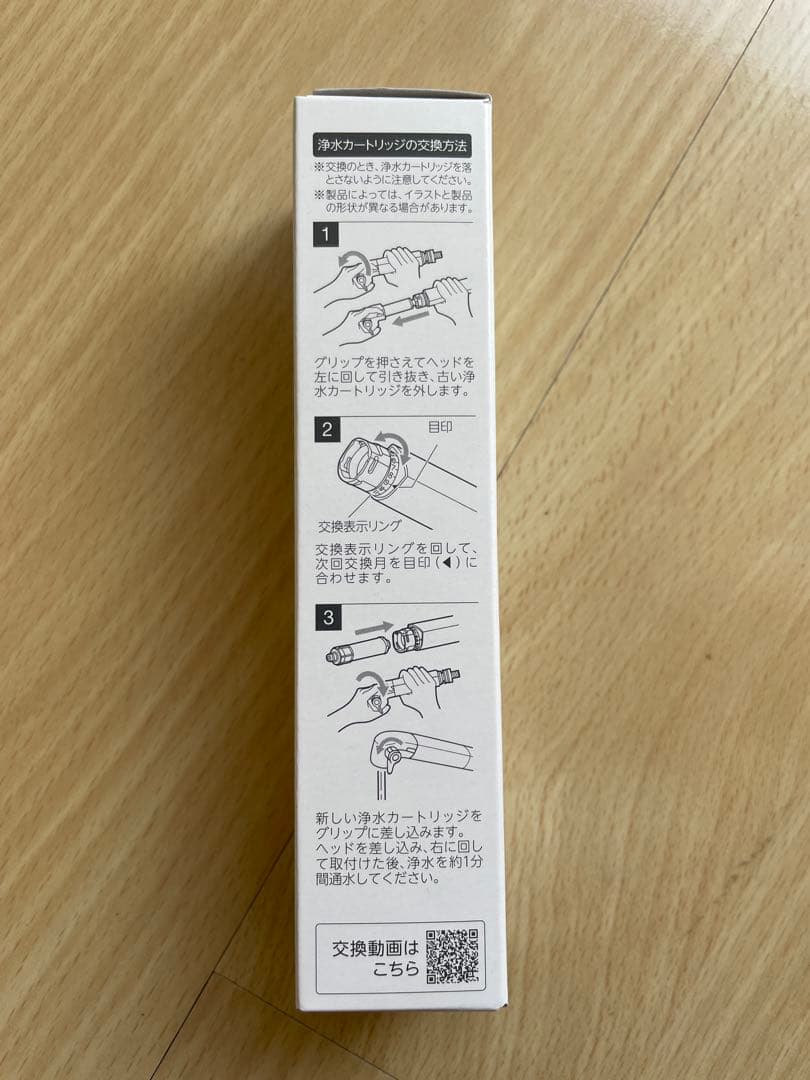 浄水カートリッジの交換方法
※交換のとき、浄水カートリッジを落
とさないように注意してください。
※製品によっては、イラストと製品
の形状が異なる場合があります。
1
グリップを押さえてヘッドを
左に回して引き抜き、古い浄
水カートリッジを外します。
2
目印
交換表示リング
交換表示リングを回して、
次回交換月を目印(◀)に
合わせます。
3
新しい浄水カートリッジを
グリップに差し込みます。
ヘッドを差し込み、右に回し
て取付けた後、浄水を約1分
間通水してください。
交換動画は
こちら